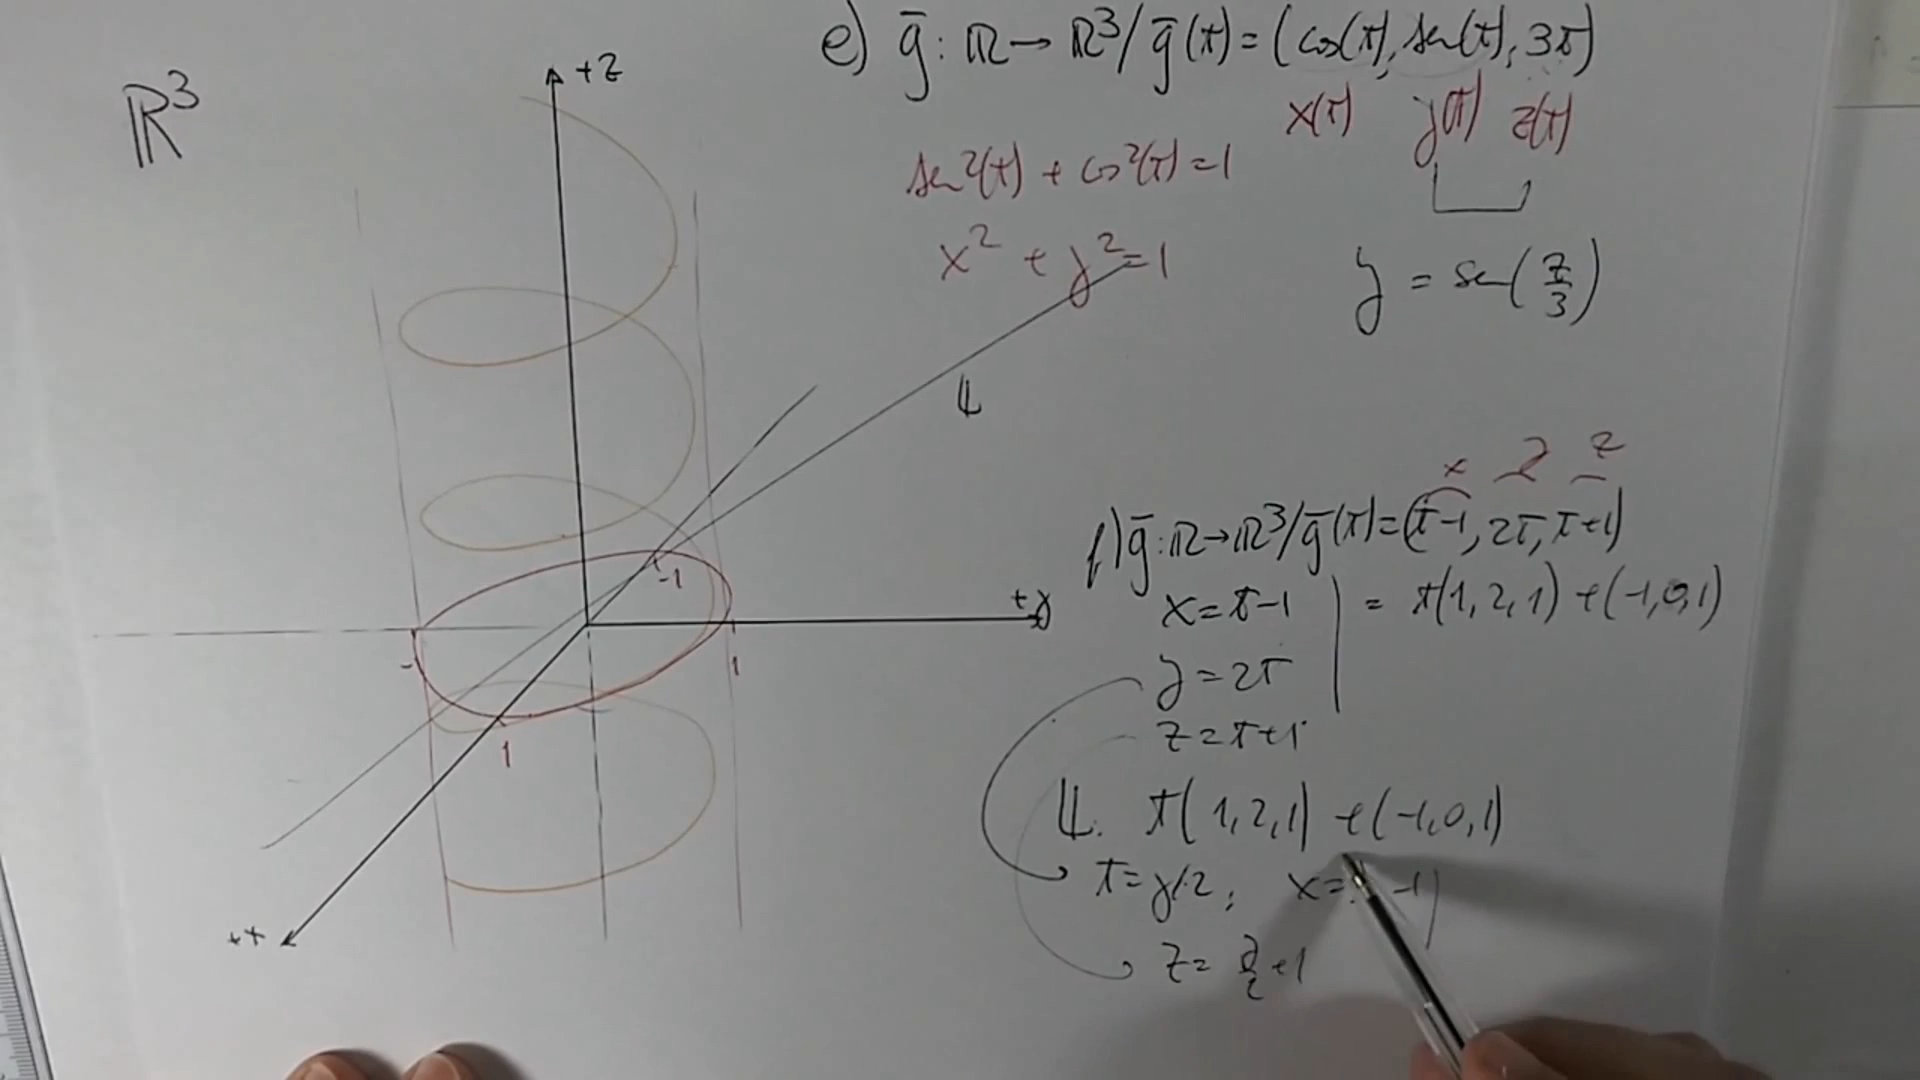 e) ḡ: ℝ → ℝ³/ḡ(t) = (cos(t), sen(t), 3t)
x(t) y(t) z(t)
ℝ³
+z
sen²(t) + cos²(t) = 1
x² + y² = 1
y = sen(z/3)
𝕃
x y z
f) ḡ: ℝ → ℝ³/ḡ(t) = (t-1, 2t, t+1)
= t(1, 2, 1) + (-1, 0, 1)
x = t-1
y = 2t
z = t+1
+y
-1
-1
1
1
+x
𝕃: t(1, 2, 1) + (-1, 0, 1)
t = y/2; x = -1
z = y/2 + 1